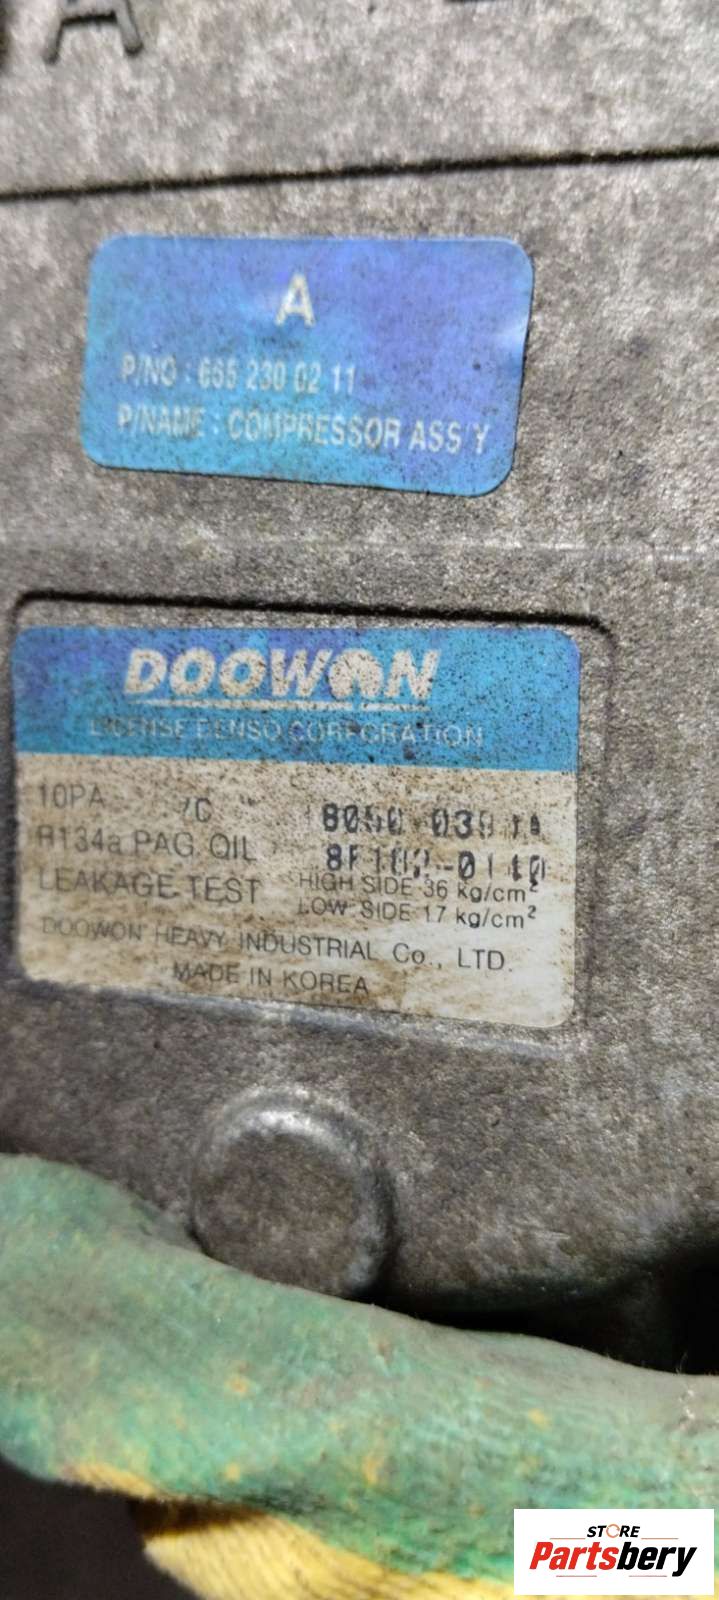 A
A
P/NO : 665 230 02 11
P/NAME : COMPRESSOR ASS'Y
DOOWON
LICENSE DENSO CORPORATION
10PA 7C
R134a PAG OIL
LEAKAGE TEST HIGH SIDE 36 kg/cm²
LOW SIDE 17 kg/cm²
DOOWON HEAVY INDUSTRIAL Co., LTD.
MADE IN KOREA
STORE
Partsbery